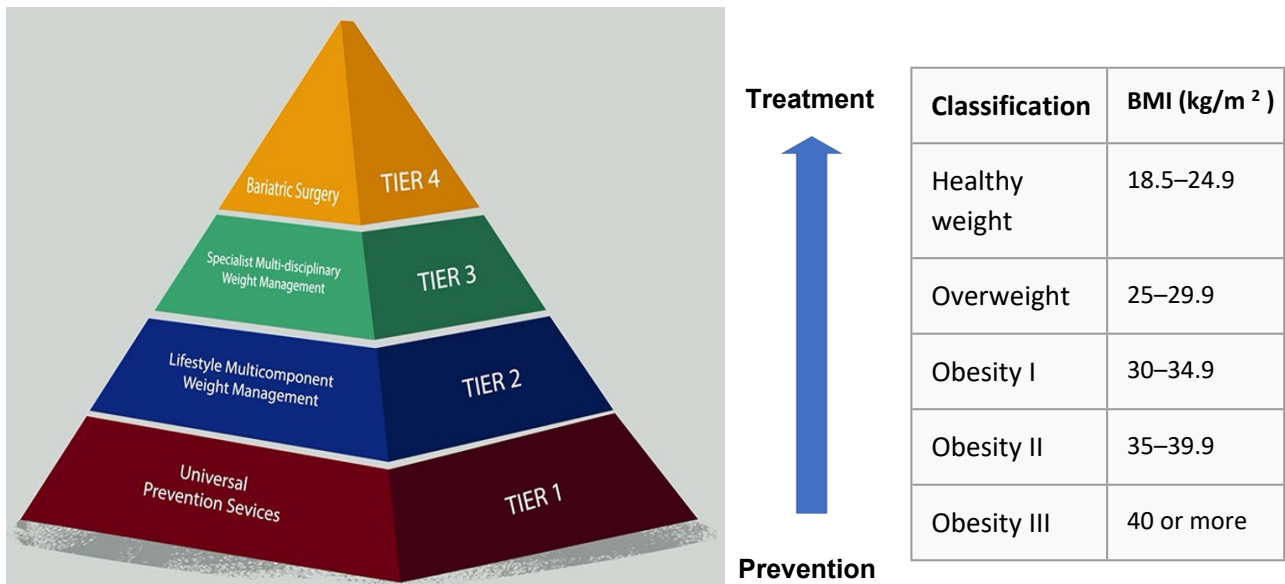 Bariatric Surgery
TIER 4
Specialist Multi-disciplinary
Weight Management
TIER 3
Lifestyle Multicomponent
Weight Management
TIER 2
Universal
Prevention Sevices
TIER 1
Treatment
Prevention
Classification BMI (kg/m ² )
Healthy
weight 18.5–24.9
Overweight 25–29.9
Obesity I 30–34.9
Obesity II 35–39.9
Obesity III 40 or more